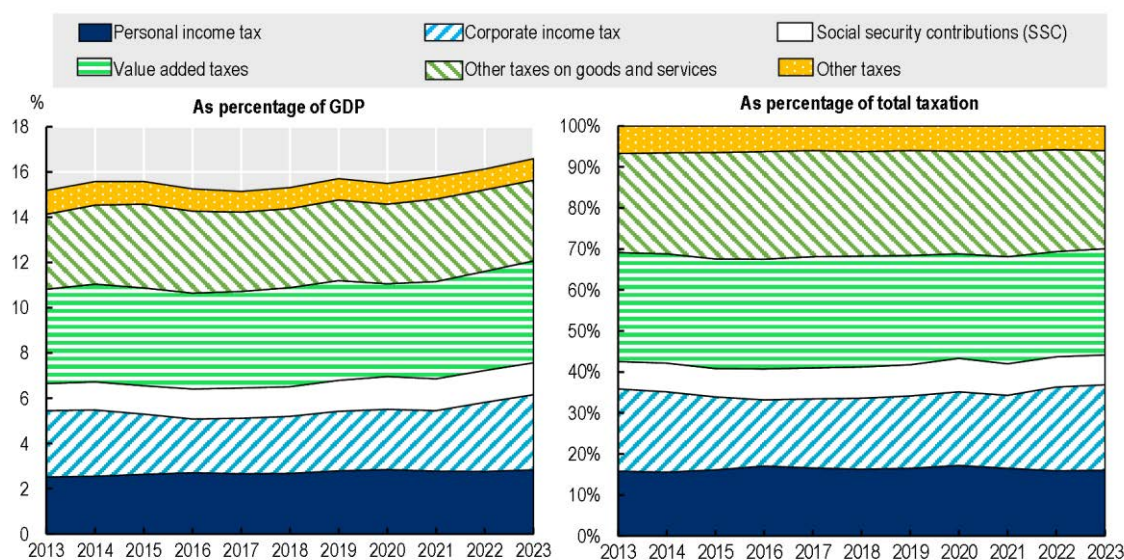 Personal income tax
Corporate income tax
Social security contributions (SSC)
Value added taxes
Other taxes on goods and services
Other taxes
%
As percentage of GDP
18
16
14
12
10
8
6
4
2
0
2013 2014 2015 2016 2017 2018 2019 2020 2021 2022 2023
As percentage of total taxation
100%
90%
80%
70%
60%
50%
40%
30%
20%
10%
0%
2013 2014 2015 2016 2017 2018 2019 2020 2021 2022 2023